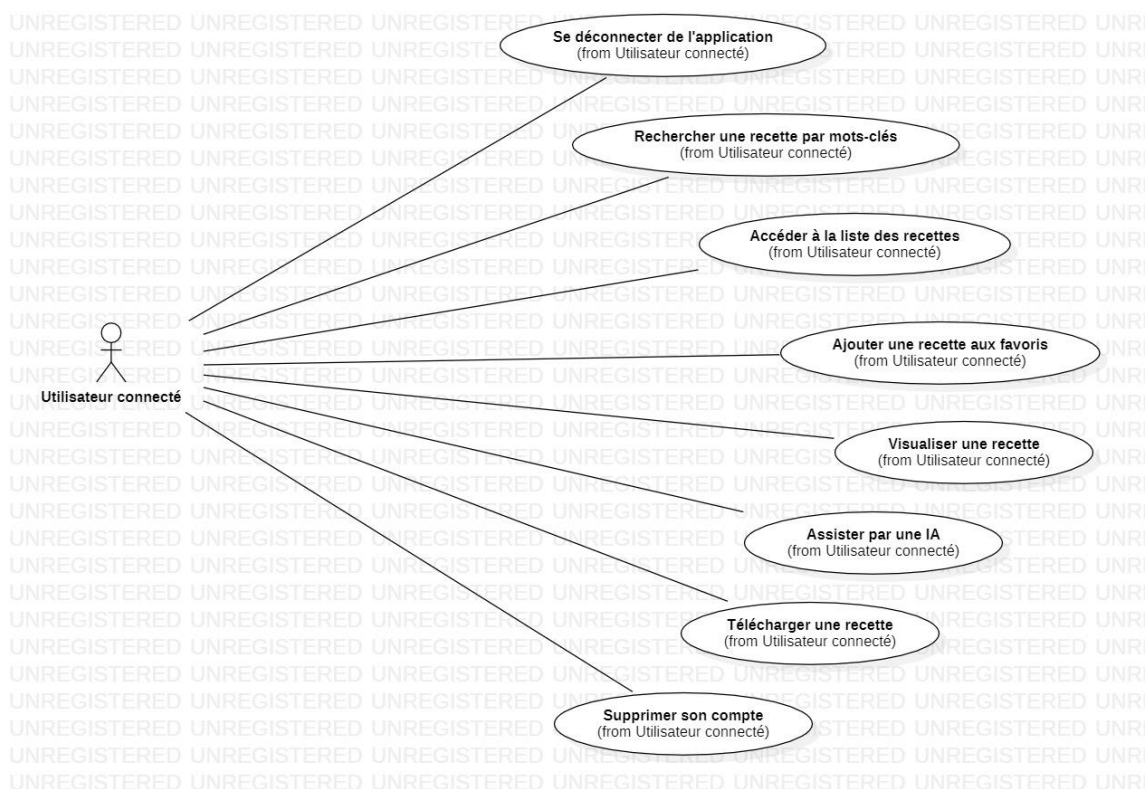 Se déconnecter de l'application
(from Utilisateur connecté)
Rechercher une recette par mots-clés
(from Utilisateur connecté)
Accéder à la liste des recettes
(from Utilisateur connecté)
Ajouter une recette aux favoris
(from Utilisateur connecté)
Utilisateur connecté
Visualiser une recette
(from Utilisateur connecté)
Assister par une IA
(from Utilisateur connecté)
Télécharger une recette
(from Utilisateur connecté)
Supprimer son compte
(from Utilisateur connecté)
UNREGISTERED